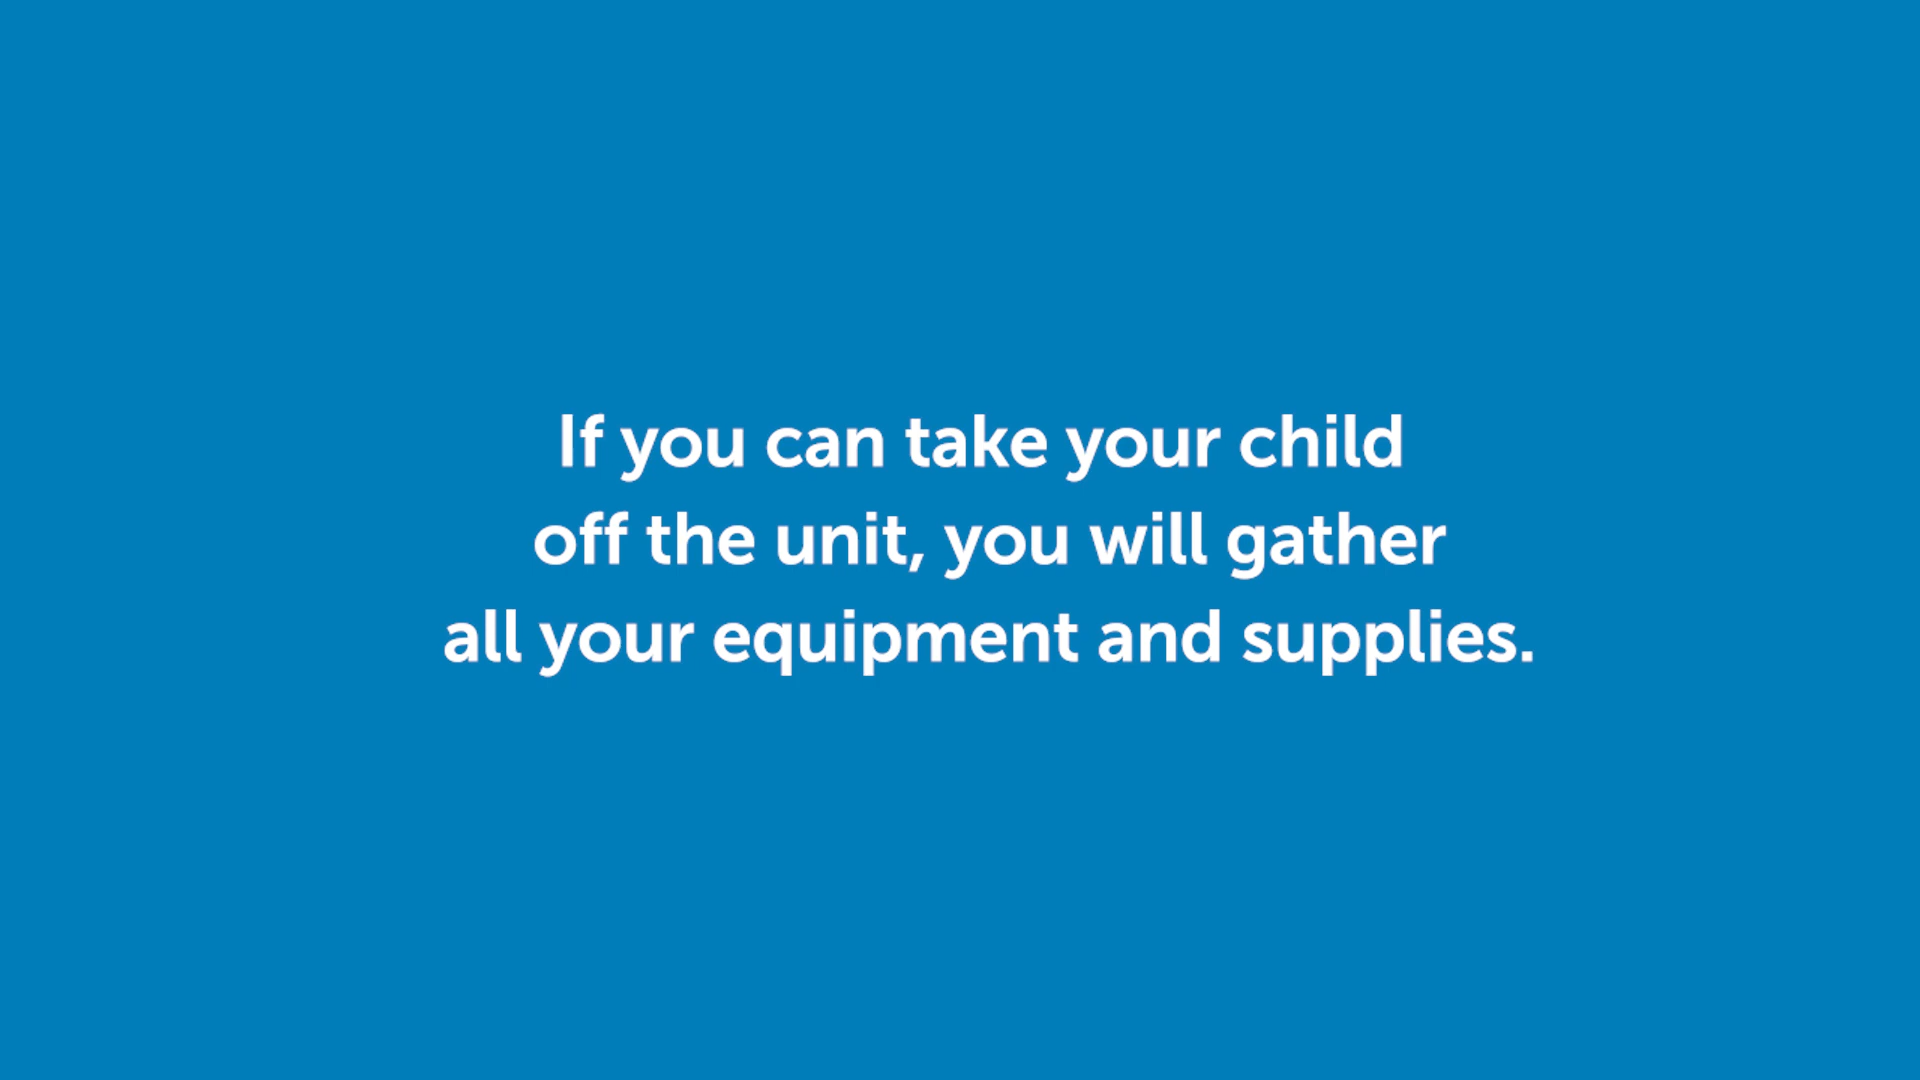 If you can take your child
off the unit, you will gather
all your equipment and supplies.